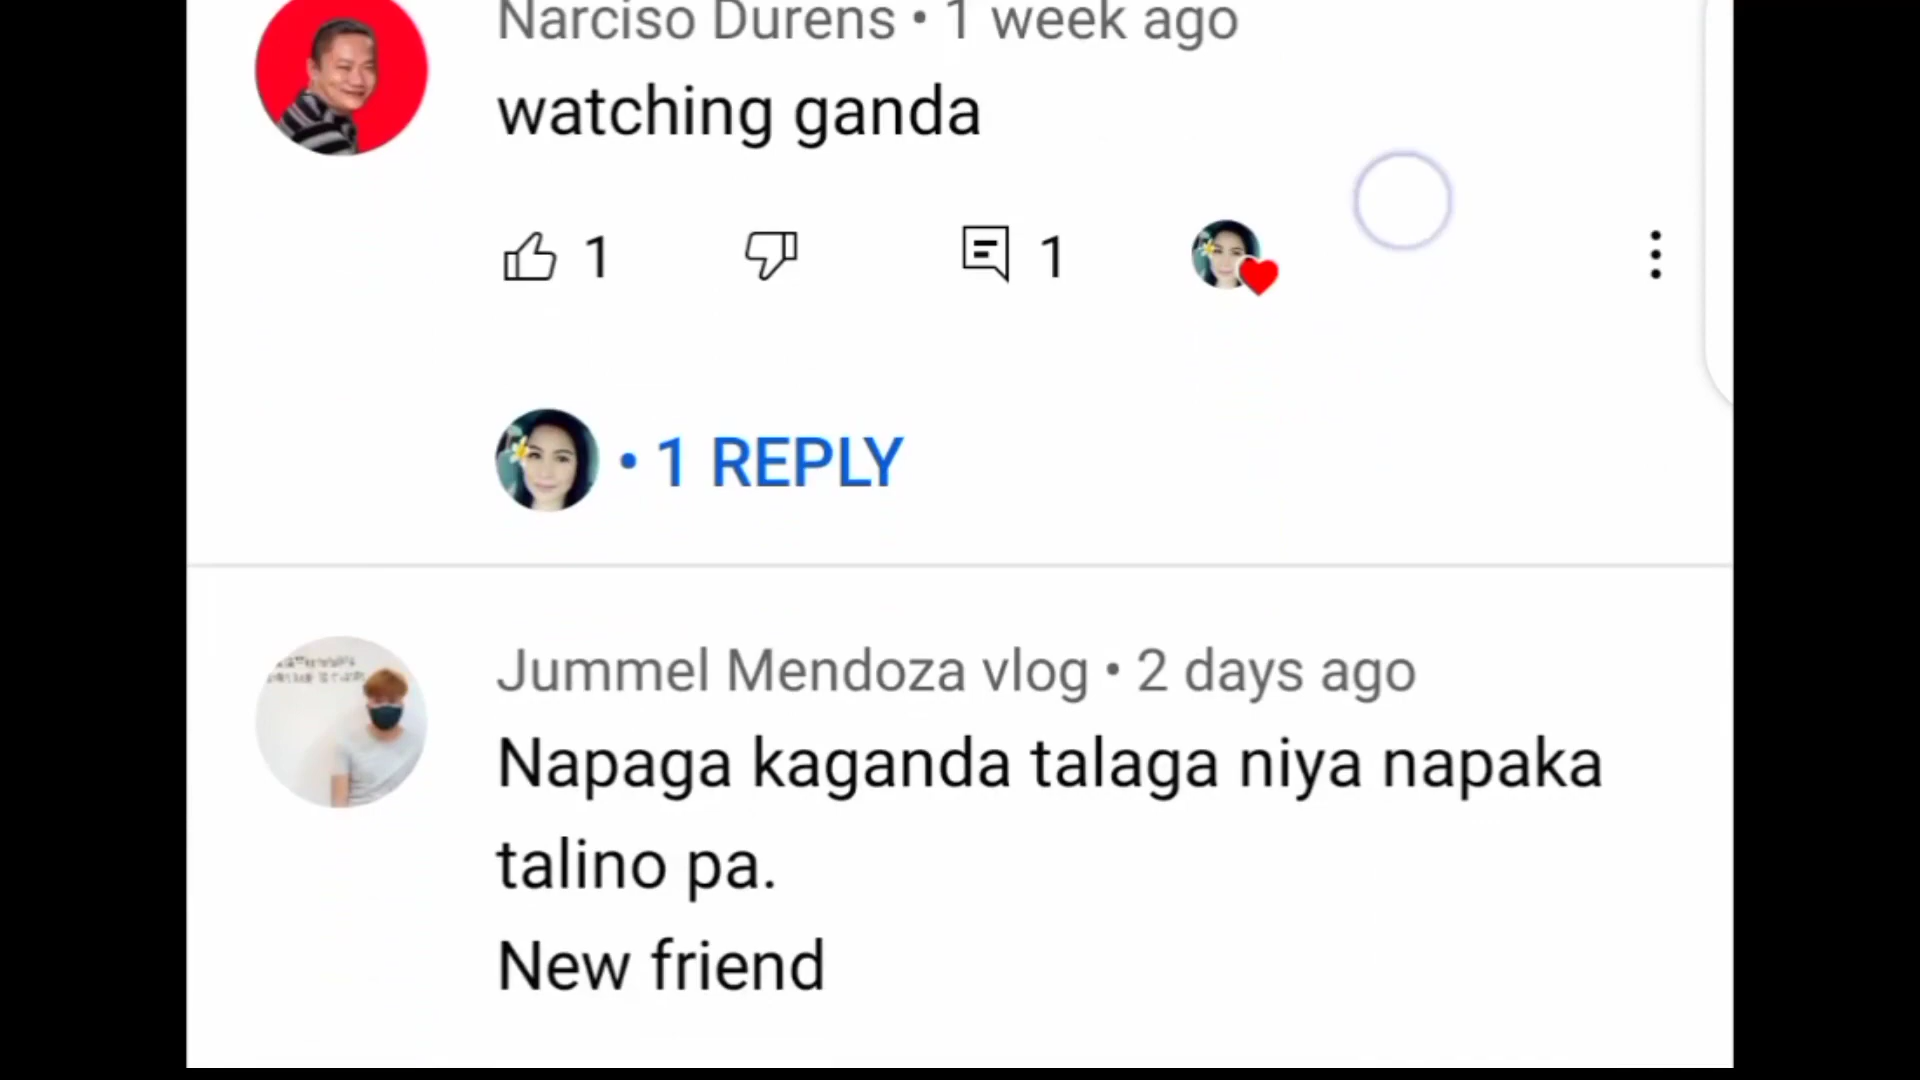 Narciso Durens • 1 week ago
watching ganda
1
1
• 1 REPLY
Jummel Mendoza vlog • 2 days ago
Napaga kaganda talaga niya napaka
talino pa.
New friend